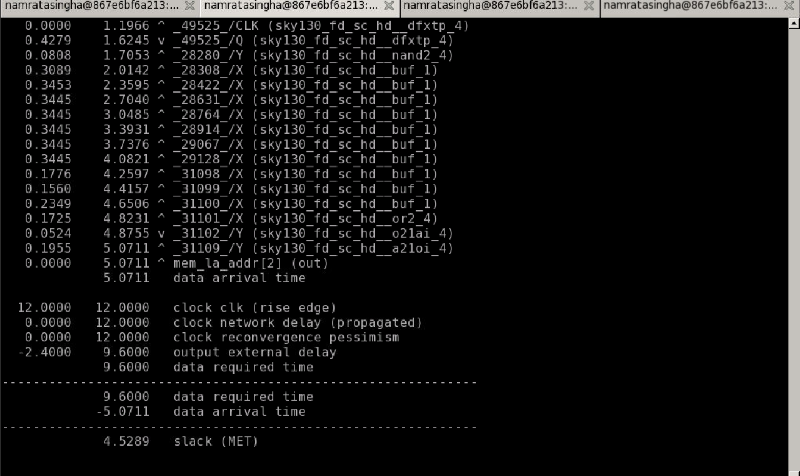 namratasingha@867e6bf6a213:... namratasingha@867e6bf6a213:... namratasingha@867e6bf6a213:... namratasingha@867e6bf6a213:...
0.0000 1.1966 ^ _49525_/CLK (sky130_fd_sc_hd__dfxtp_4)
0.4279 1.6245 v _49525_/Q (sky130_fd_sc_hd__dfxtp_4)
0.0808 1.7053 ^ _28280_/Y (sky130_fd_sc_hd__nand2_4)
0.3089 2.0142 ^ _28308_/X (sky130_fd_sc_hd__buf_1)
0.3453 2.3595 ^ _28422_/X (sky130_fd_sc_hd__buf_1)
0.3445 2.7040 ^ _28631_/X (sky130_fd_sc_hd__buf_1)
0.3445 3.0485 ^ _28764_/X (sky130_fd_sc_hd__buf_1)
0.3445 3.3931 ^ _28914_/X (sky130_fd_sc_hd__buf_1)
0.3445 3.7376 ^ _29067_/X (sky130_fd_sc_hd__buf_1)
0.3445 4.0821 ^ _29128_/X (sky130_fd_sc_hd__buf_1)
0.1776 4.2597 ^ _31098_/X (sky130_fd_sc_hd__buf_1)
0.1560 4.4157 ^ _31099_/X (sky130_fd_sc_hd__buf_1)
0.2349 4.6506 ^ _31100_/X (sky130_fd_sc_hd__buf_1)
0.1725 4.8231 ^ _31101_/X (sky130_fd_sc_hd__or2_4)
0.0524 4.8755 v _31102_/Y (sky130_fd_sc_hd__o21ai_4)
0.1955 5.0711 ^ _31109_/Y (sky130_fd_sc_hd__a21oi_4)
0.0000 5.0711 ^ mem_la_addr[2] (out)
5.0711 data arrival time
12.0000 12.0000 clock clk (rise edge)
0.0000 12.0000 clock network delay (propagated)
0.0000 12.0000 clock reconvergence pessimism
-2.4000 9.6000 output external delay
9.6000 data required time
---------------------------------------------------------
9.6000 data required time
-5.0711 data arrival time
---------------------------------------------------------
4.5289 slack (MET)